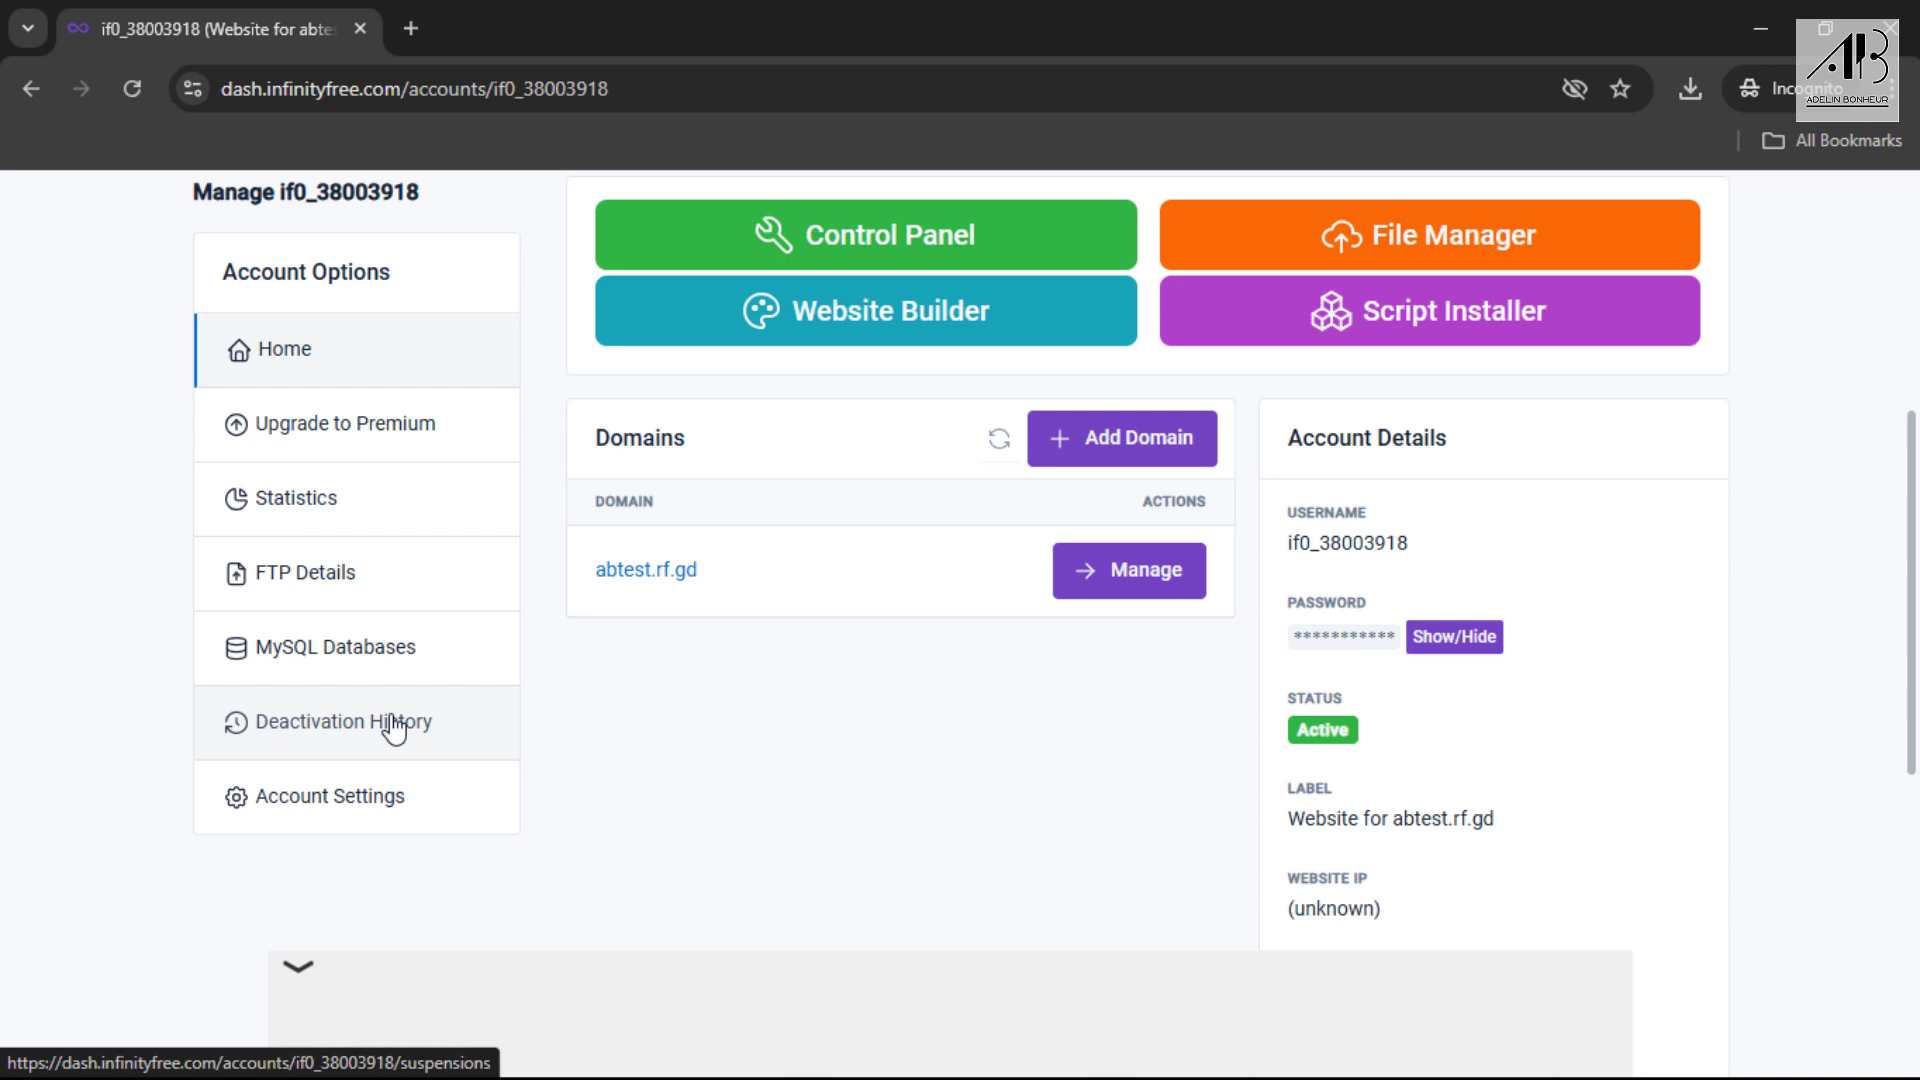 if0_38003918 (Website for abte
dash.infinityfree.com/accounts/if0_38003918
Incognito
ADELIN BONHEUR
All Bookmarks
Manage if0_38003918
Account Options
Home
Upgrade to Premium
Statistics
FTP Details
MySQL Databases
Deactivation History
Account Settings
Control Panel
File Manager
Website Builder
Script Installer
Domains
Add Domain
DOMAIN ACTIONS
abtest.rf.gd
Manage
Account Details
USERNAME
if0_38003918
PASSWORD
***********
Show/Hide
STATUS
Active
LABEL
Website for abtest.rf.gd
WEBSITE IP
(unknown)
https://dash.infinityfree.com/accounts/if0_38003918/suspensions